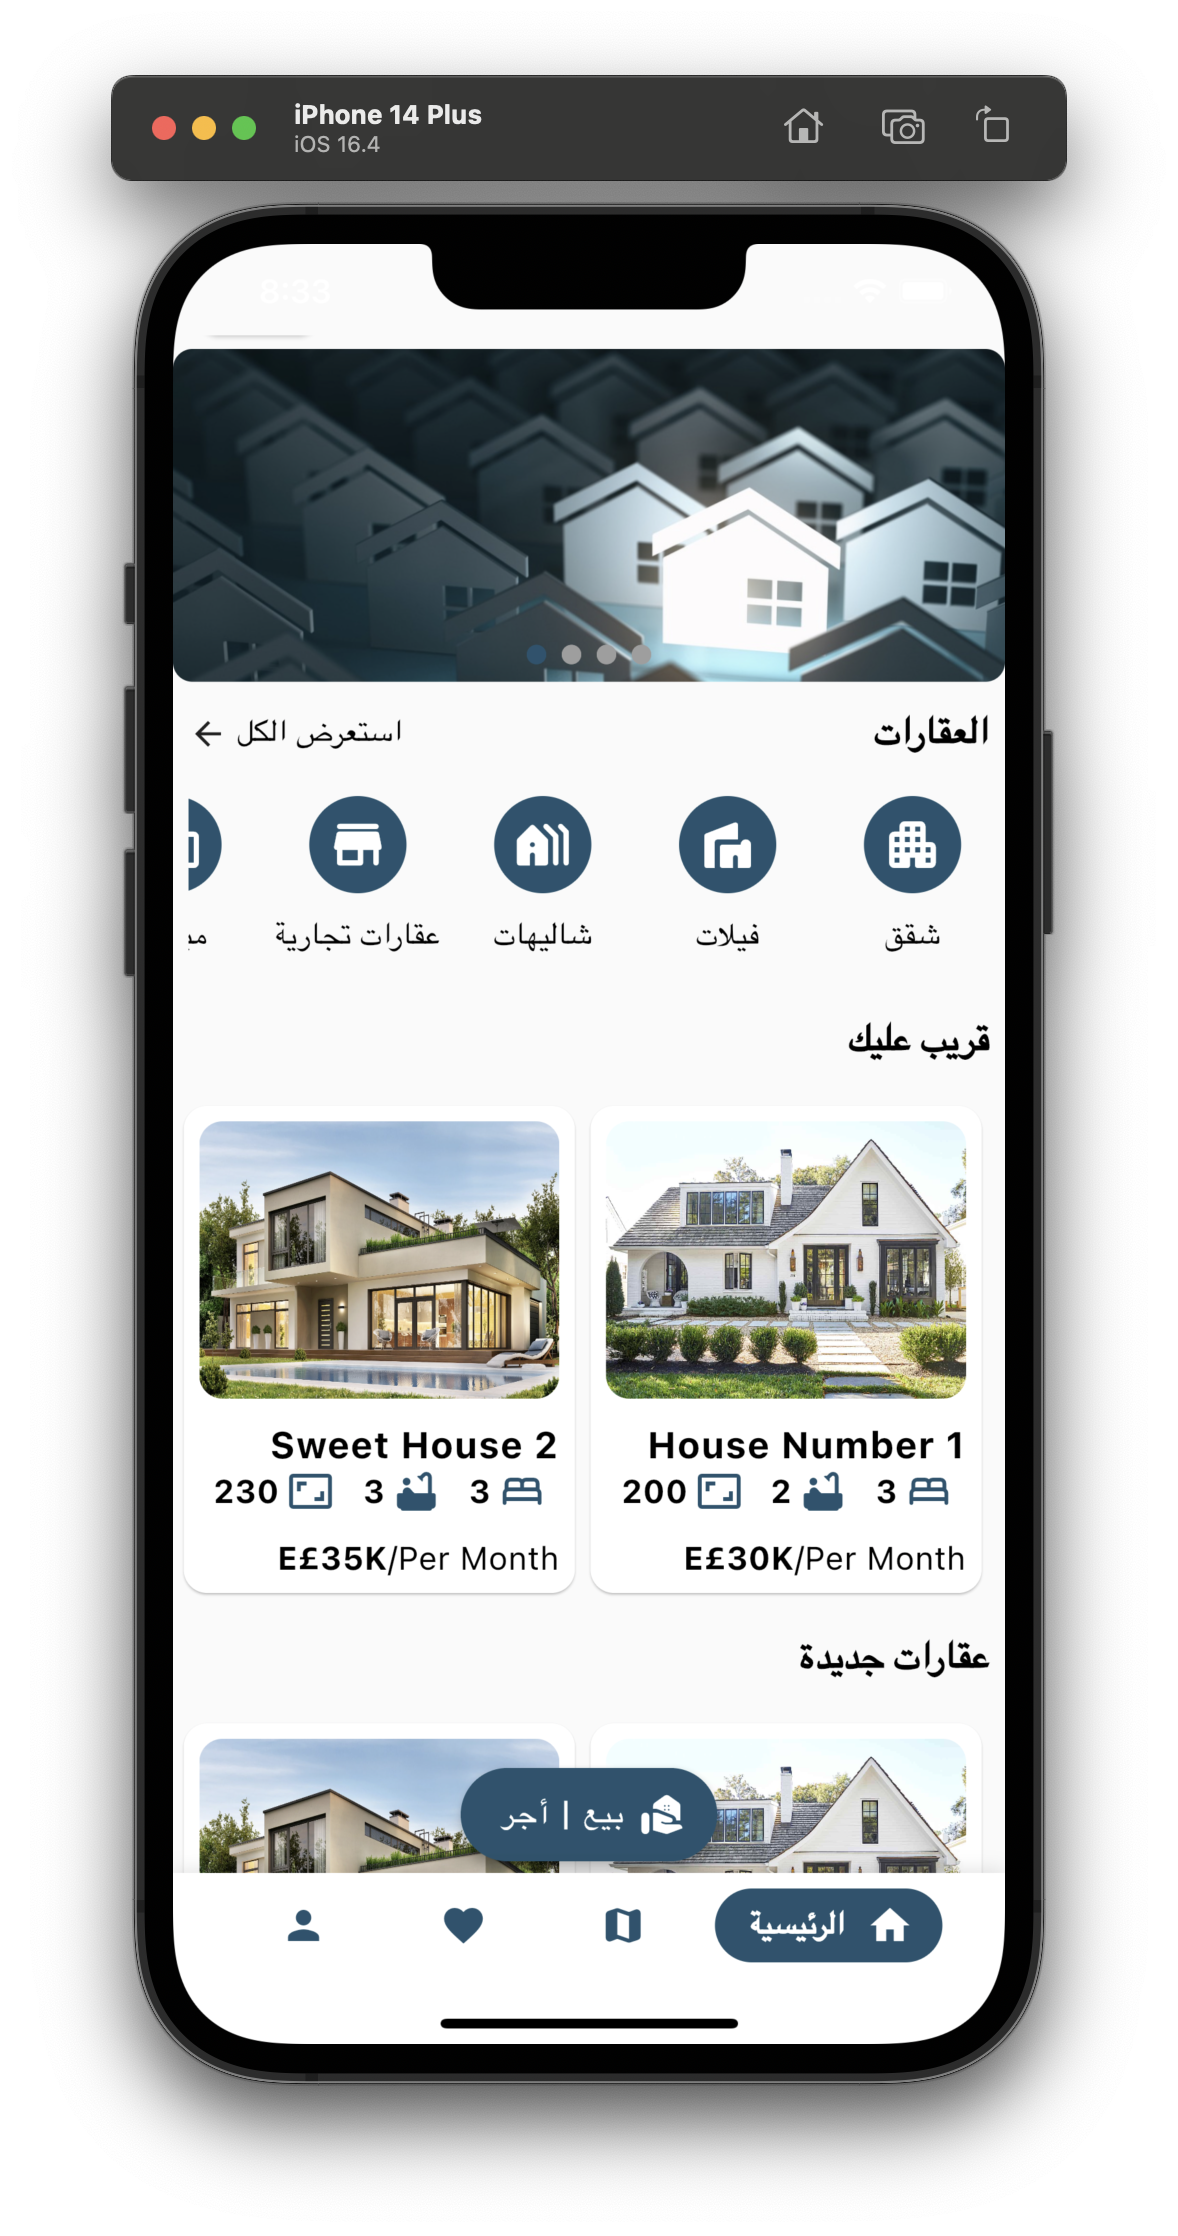 iPhone 14 Plus
iOS 16.4
8:33
العقارات
استعرض الكل
شقق
فيلات
شاليهات
عقارات تجارية
قريب عليك
House Number 1
3 2 200
E£30K/Per Month
Sweet House 2
3 3 230
E£35K/Per Month
عقارات جديدة
بيع | أجر
الرئيسية